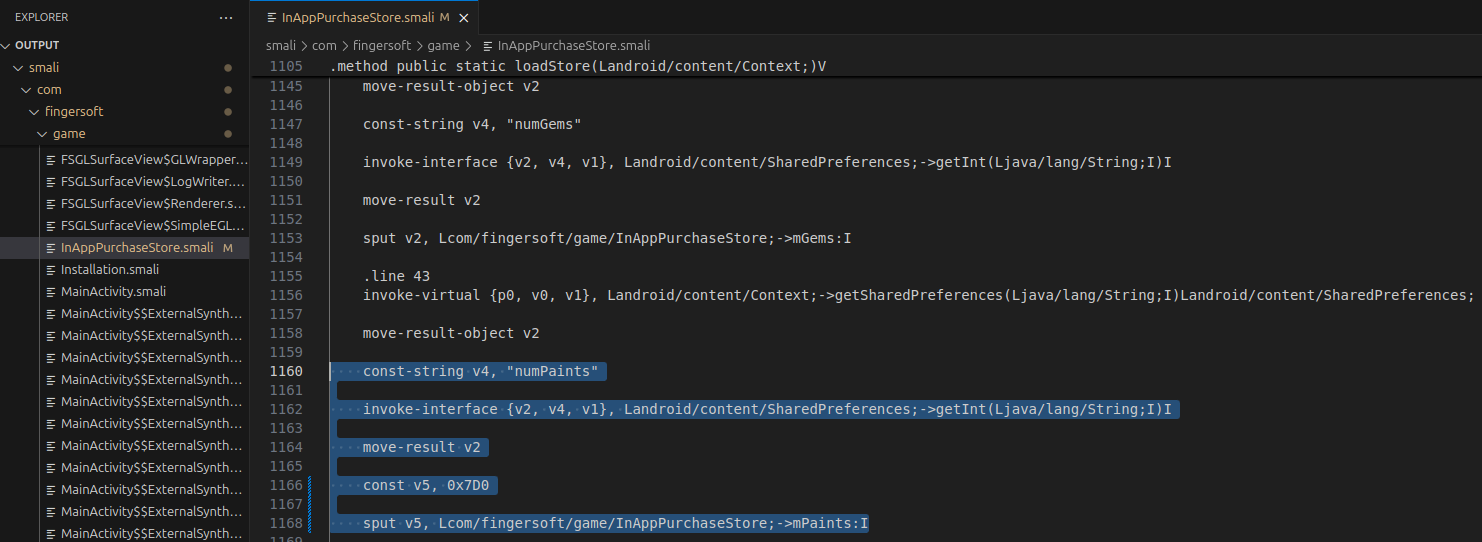 EXPLORER
InAppPurchaseStore.smali M
OUTPUT
smali > com > fingersoft > game > InAppPurchaseStore.smali
smali
com
fingersoft
game
FSGLSurfaceView$GLWrapper...
FSGLSurfaceView$LogWriter....
FSGLSurfaceView$Renderer.s...
FSGLSurfaceView$SimpleEGL...
InAppPurchaseStore.smali M
Installation.smali
MainActivity.smali
MainActivity$$ExternalSynth...
MainActivity$$ExternalSynth...
MainActivity$$ExternalSynth...
MainActivity$$ExternalSynth...
MainActivity$$ExternalSynth...
MainActivity$$ExternalSynth...
MainActivity$$ExternalSynth...
MainActivity$$ExternalSynth...
MainActivity$$ExternalSynth...
MainActivity$$ExternalSynth...
MainActivity$$ExternalSynth...
1105 .method public static loadStore(Landroid/content/Context;)V
1145 move-result-object v2
1146
1147 const-string v4, "numGems"
1148
1149 invoke-interface {v2, v4, v1}, Landroid/content/SharedPreferences;->getInt(Ljava/lang/String;I)I
1150
1151 move-result v2
1152
1153 sput v2, Lcom/fingersoft/game/InAppPurchaseStore;->mGems:I
1154
1155 .line 43
1156 invoke-virtual {p0, v0, v1}, Landroid/content/Context;->getSharedPreferences(Ljava/lang/String;I)Landroid/content/SharedPreferences;
1157
1158 move-result-object v2
1159
1160 const-string v4, "numPaints"
1161
1162 invoke-interface {v2, v4, v1}, Landroid/content/SharedPreferences;->getInt(Ljava/lang/String;I)I
1163
1164 move-result v2
1165
1166 const v5, 0x7D0
1167
1168 sput v5, Lcom/fingersoft/game/InAppPurchaseStore;->mPaints:I
1169